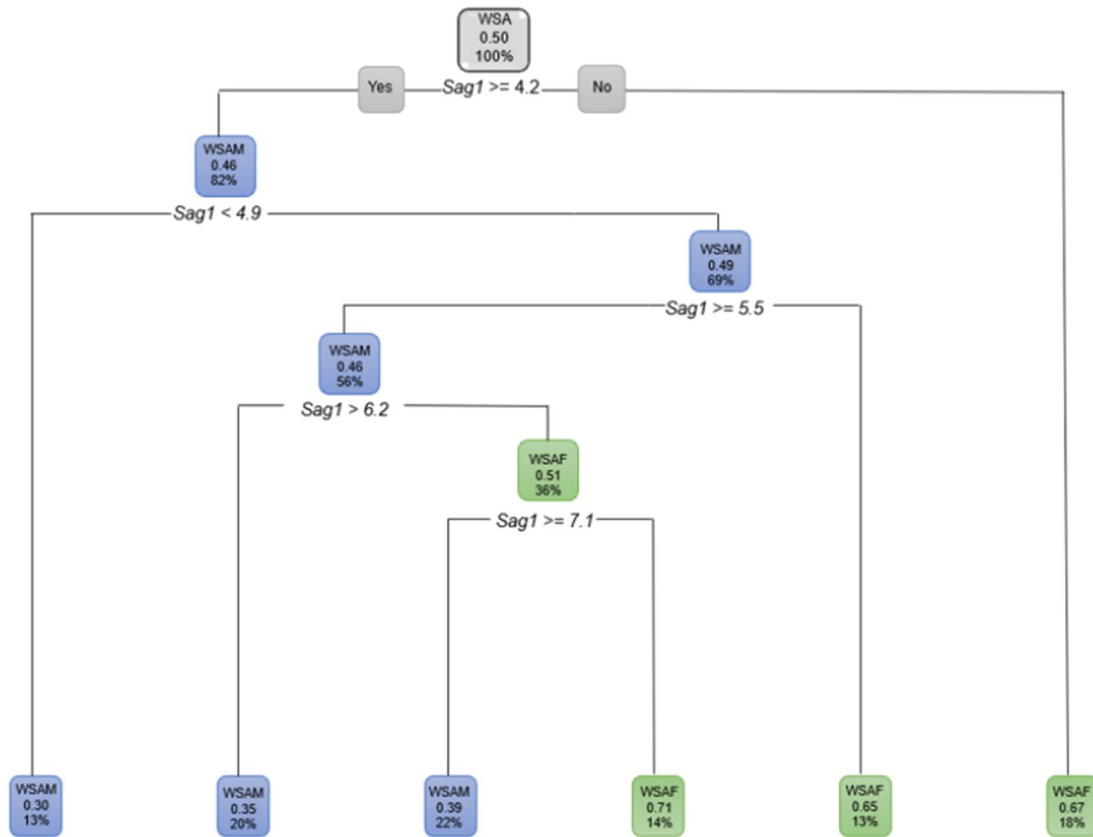 WSA
0.50
100%
Yes
Sag1 >= 4.2
No
WSAM
0.46
82%
Sag1 < 4.9
WSAM
0.49
69%
Sag1 >= 5.5
WSAM
0.46
56%
Sag1 > 6.2
WSAF
0.51
36%
Sag1 >= 7.1
WSAM
0.30
13%
WSAM
0.35
20%
WSAM
0.39
22%
WSAF
0.71
14%
WSAF
0.65
13%
WSAF
0.67
18%